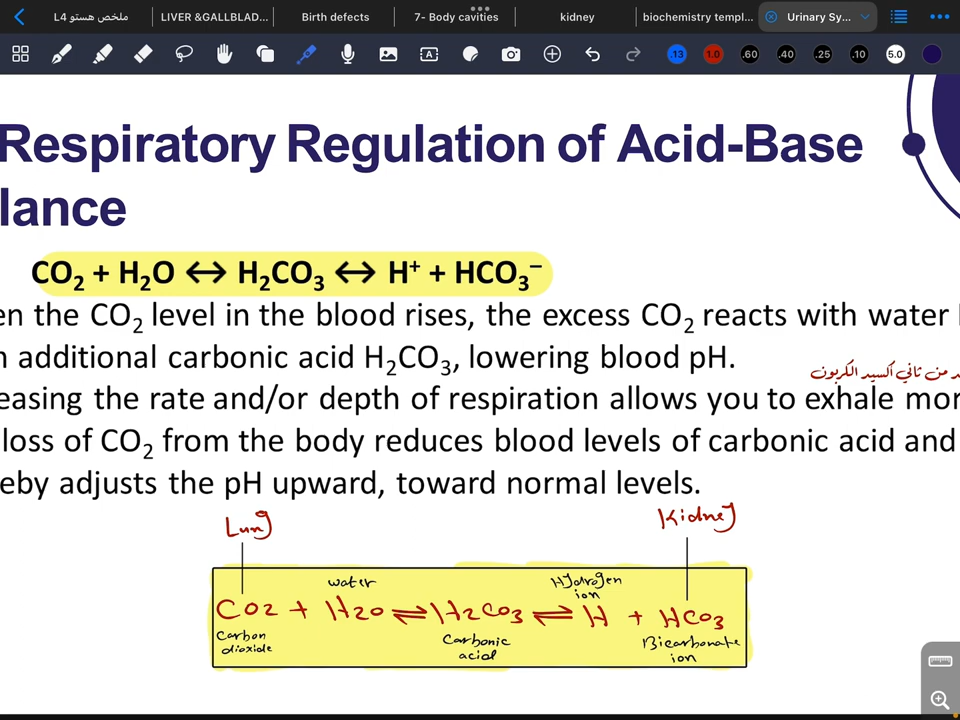 ملخص هستو L4
LIVER &GALLBLAD...
Birth defects
7- Body cavities
kidney
biochemistry templ...
Urinary Sy...
13
1.0
.60
.40
.25
.10
5.0
Respiratory Regulation of Acid-Base
lance
CO₂ + H₂O ↔ H₂CO₃ ↔ H⁺ + HCO₃⁻
en the CO₂ level in the blood rises, the excess CO₂ reacts with water
additional carbonic acid H₂CO₃, lowering blood pH.
من ثاني أكسيد الكربون
easing the rate and/or depth of respiration allows you to exhale mor
loss of CO₂ from the body reduces blood levels of carbonic acid and
eby adjusts the pH upward, toward normal levels.
Lung
Kidney
water
Hydrogen
ion
CO2 + H2O ⇌ H2CO3 ⇌ H + HCO3
Carbon
dioxide
Carbonic
acid
Bicarbonate
ion